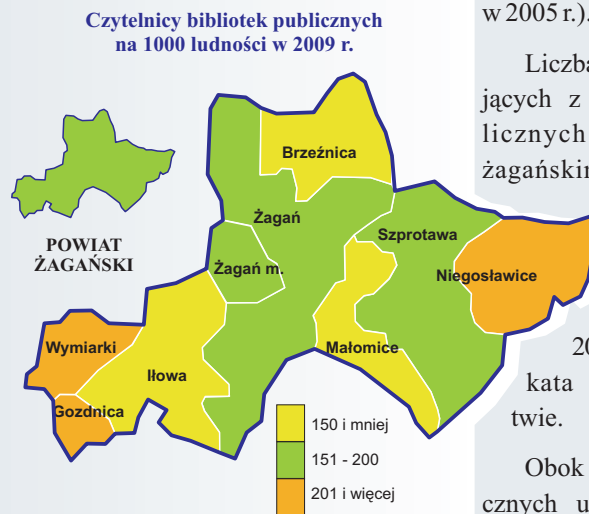 Czytelnicy bibliotek publicznych
na 1000 ludności w 2009 r.
POWIAT
ŻAGAŃSKI
Brzeźnica
Żagań
Szprotawa
Żagań m.
Niegosławice
Wymiarki
Małomice
Iłowa
Gozdnica
150 i mniej
151 - 200
201 i więcej
w 2005 r.).
Liczba
jących z
licznych
żagańskim
20
kata
twie.
Obok
cznych u